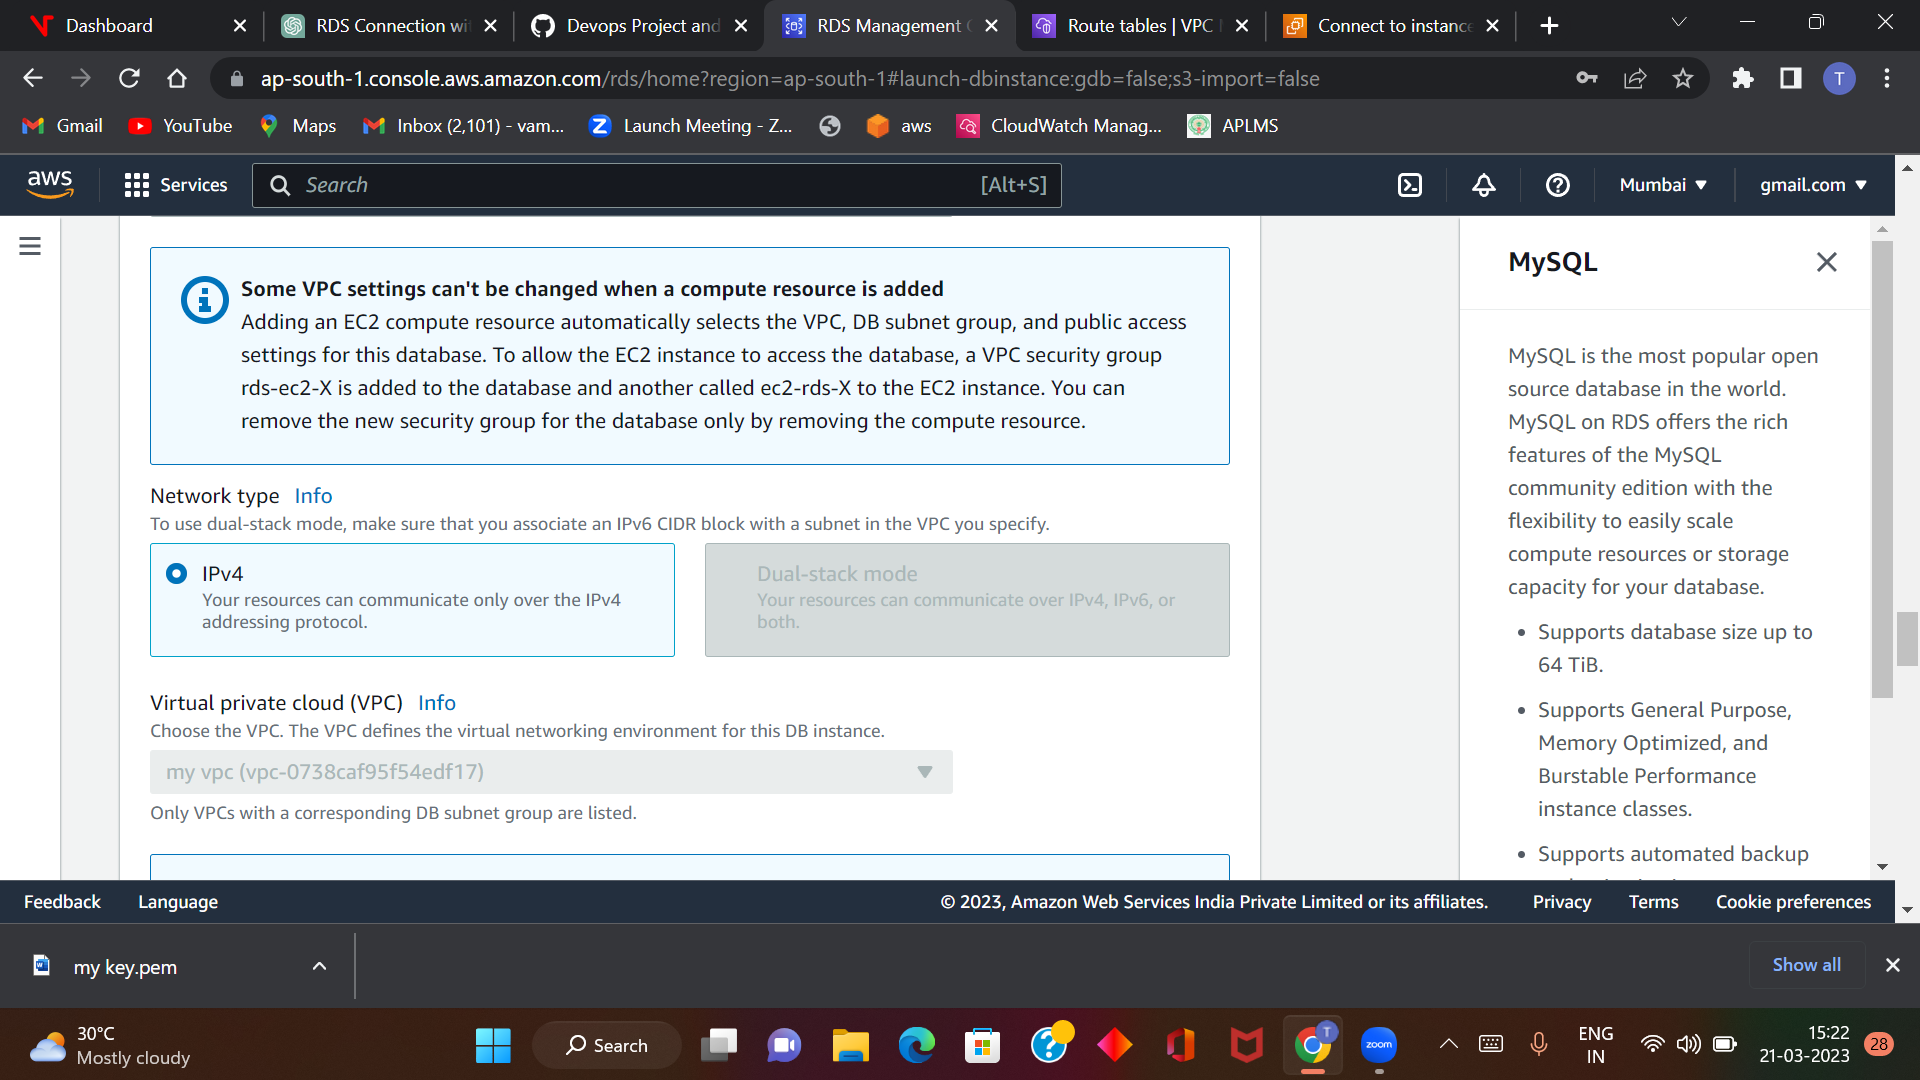 Dashboard
RDS Connection wi
Devops Project and
RDS Management
Route tables | VPC
Connect to instance
ap-south-1.console.aws.amazon.com/rds/home?region=ap-south-1#launch-dbinstance:gdb=false;s3-import=false
T
Gmail
YouTube
Maps
Inbox (2,101) - vam...
Launch Meeting - Z...
aws
CloudWatch Manag...
APLMS
aws
Services
Search
[Alt+S]
Mumbai
gmail.com
Some VPC settings can't be changed when a compute resource is added
Adding an EC2 compute resource automatically selects the VPC, DB subnet group, and public access
settings for this database. To allow the EC2 instance to access the database, a VPC security group
rds-ec2-X is added to the database and another called ec2-rds-X to the EC2 instance. You can
remove the new security group for the database only by removing the compute resource.
Network type Info
To use dual-stack mode, make sure that you associate an IPv6 CIDR block with a subnet in the VPC you specify.
IPv4
Your resources can communicate only over the IPv4
addressing protocol.
Dual-stack mode
Your resources can communicate over IPv4, IPv6, or
both.
Virtual private cloud (VPC) Info
Choose the VPC. The VPC defines the virtual networking environment for this DB instance.
my vpc (vpc-0738caf95f54edf17)
Only VPCs with a corresponding DB subnet group are listed.
MySQL
MySQL is the most popular open
source database in the world.
MySQL on RDS offers the rich
features of the MySQL
community edition with the
flexibility to easily scale
compute resources or storage
capacity for your database.
• Supports database size up to
64 TiB.
• Supports General Purpose,
Memory Optimized, and
Burstable Performance
instance classes.
• Supports automated backup
Feedback
Language
© 2023, Amazon Web Services India Private Limited or its affiliates.
Privacy
Terms
Cookie preferences
my key.pem
Show all
30°C
Mostly cloudy
Search
T
zoom
ENG
IN
15:22
21-03-2023
28